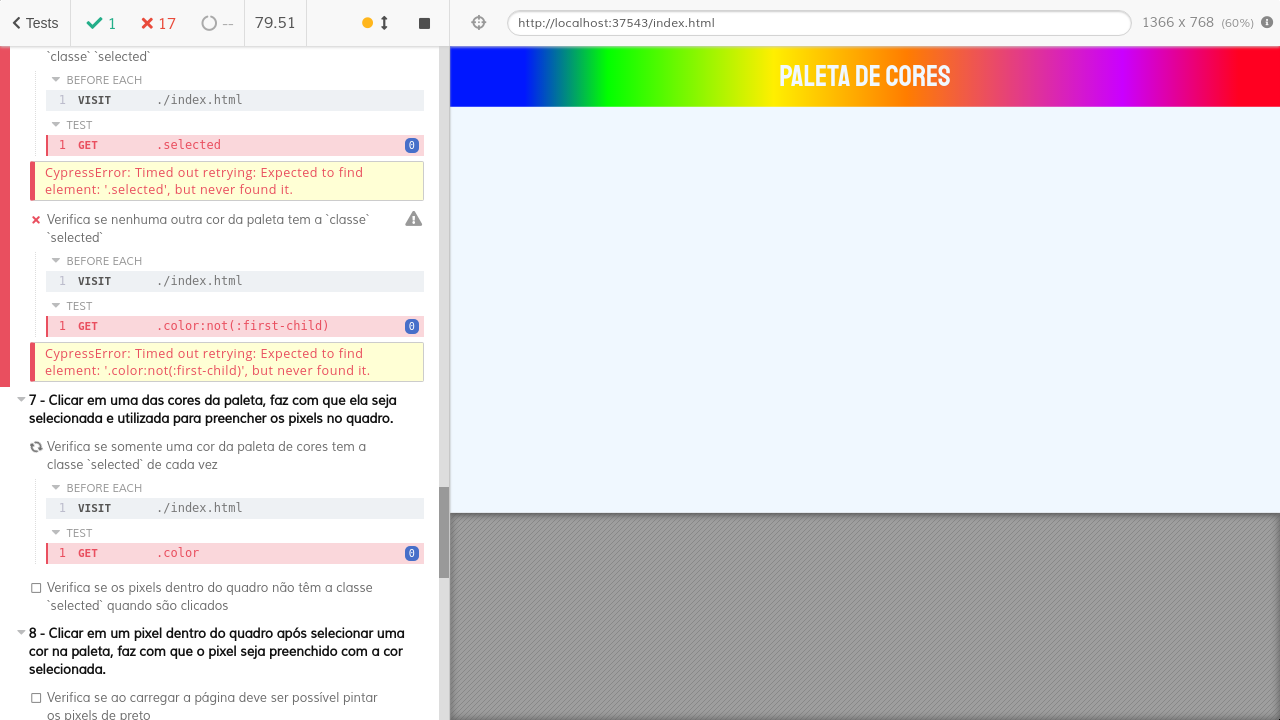 Tests
1
17
--
79.51
http://localhost:37543/index.html
1366 x 768 (60%)
`classe` `selected`
BEFORE EACH
1 VISIT ./index.html
TEST
1 GET .selected 0
CypressError: Timed out retrying: Expected to find
element: '.selected', but never found it.
Verifica se nenhuma outra cor da paleta tem a `classe`
`selected`
BEFORE EACH
1 VISIT ./index.html
TEST
1 GET .color:not(:first-child) 0
CypressError: Timed out retrying: Expected to find
element: '.color:not(:first-child)', but never found it.
7 - Clicar em uma das cores da paleta, faz com que ela seja
selecionada e utilizada para preencher os pixels no quadro.
Verifica se somente uma cor da paleta de cores tem a
classe `selected` de cada vez
BEFORE EACH
1 VISIT ./index.html
TEST
1 GET .color 0
Verifica se os pixels dentro do quadro não têm a classe
`selected` quando são clicados
8 - Clicar em um pixel dentro do quadro após selecionar uma
cor na paleta, faz com que o pixel seja preenchido com a cor
selecionada.
Verifica se ao carregar a página deve ser possível pintar
os pixels de preto
PALETA DE CORES